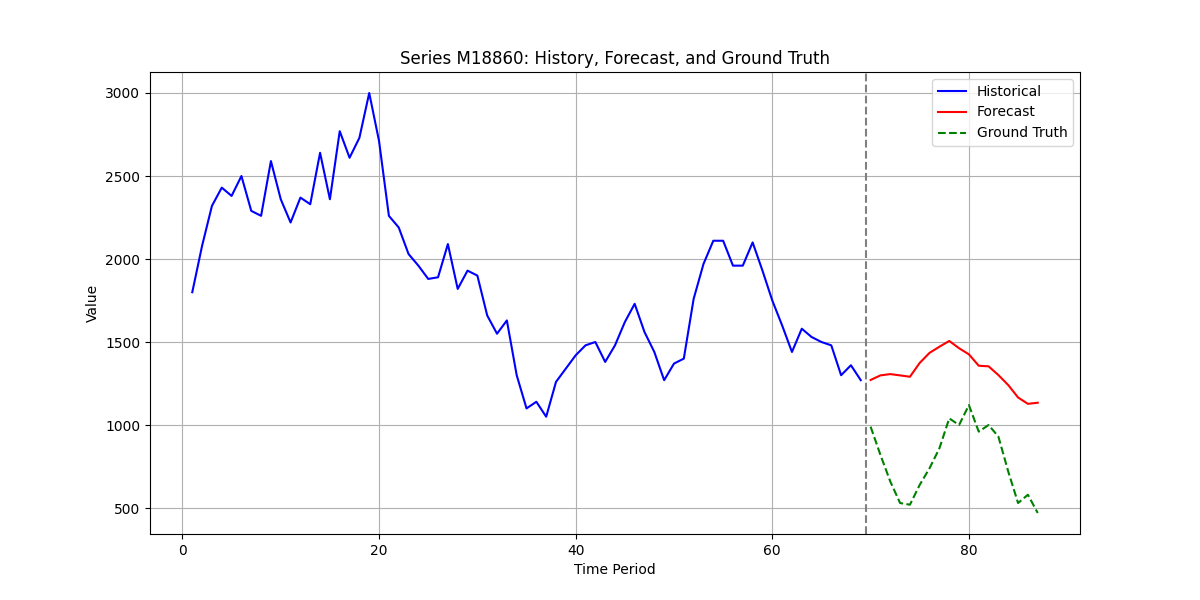 Series M18860: History, Forecast, and Ground Truth
Historical
Forecast
Ground Truth
3000
2500
2000
1500
1000
500
Value
0 20 40 60 80
Time Period